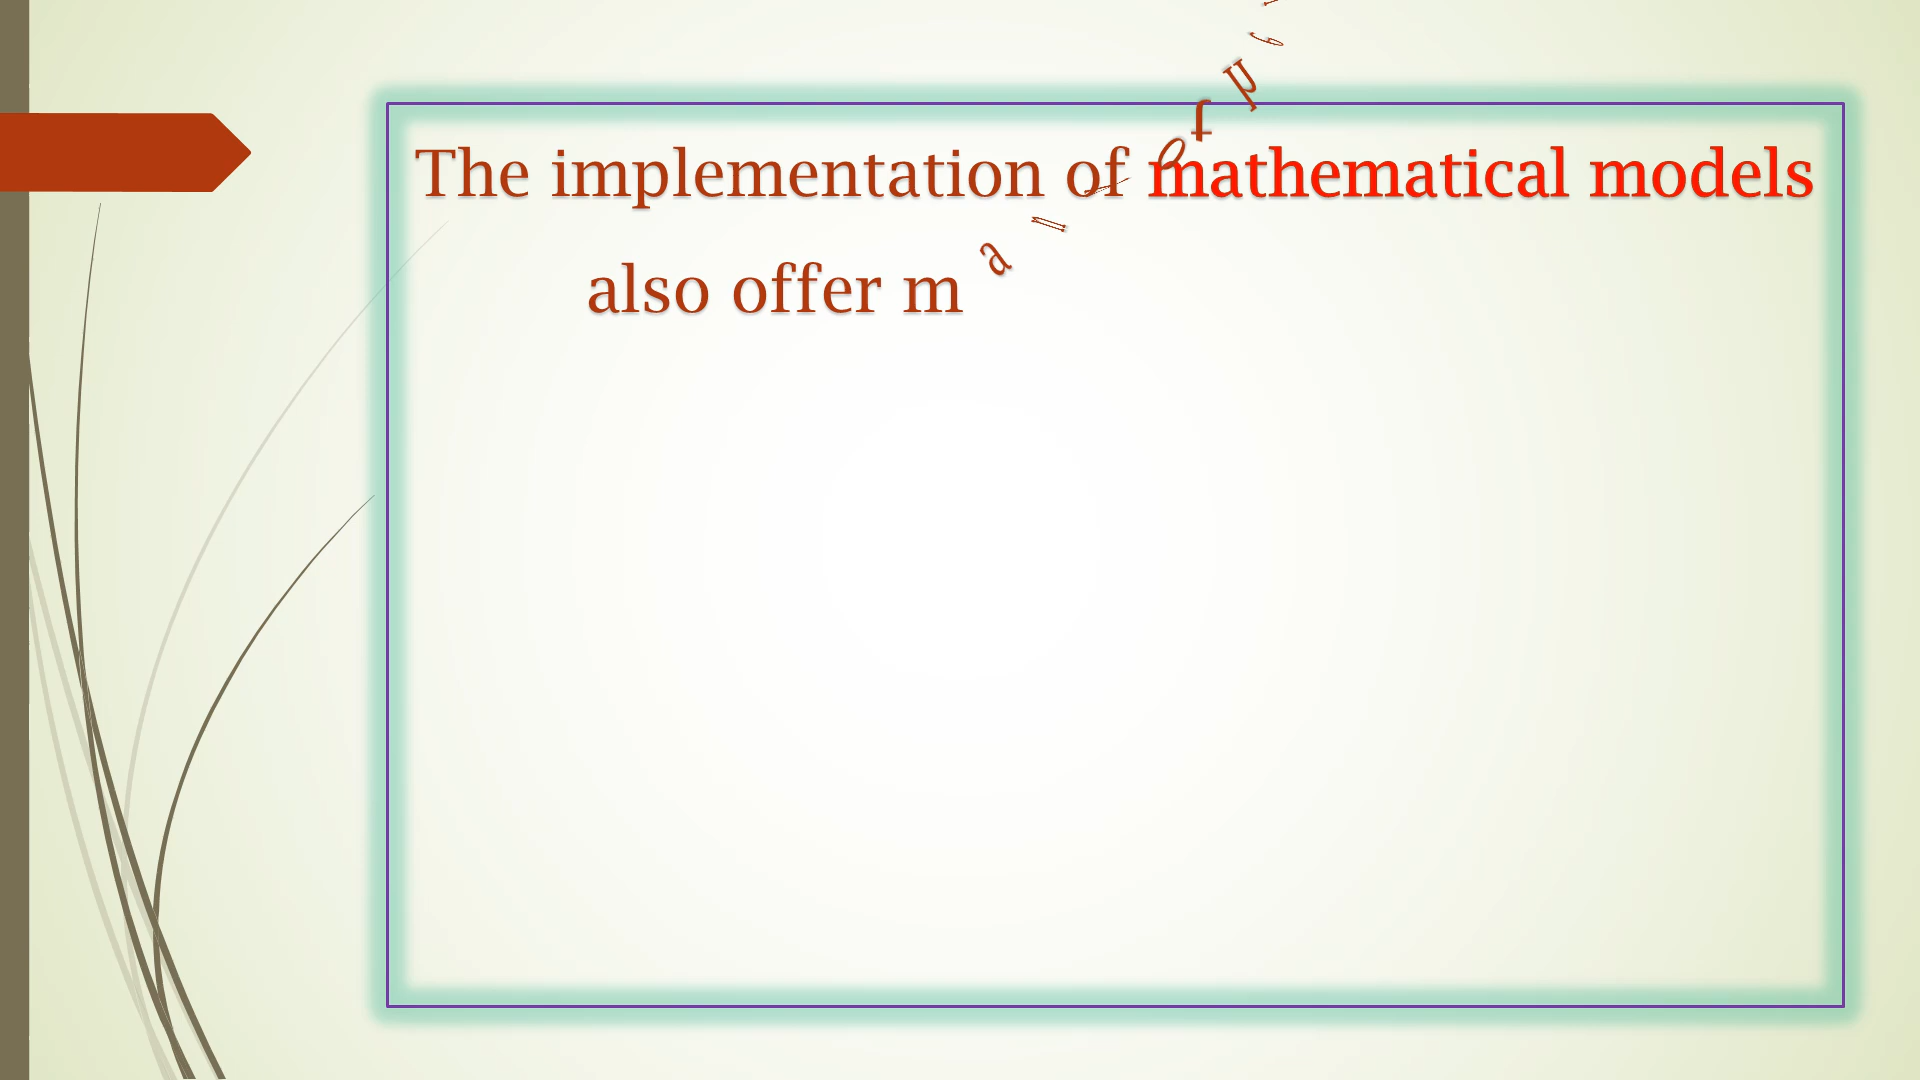 The implementation of mathematical models
also offer m